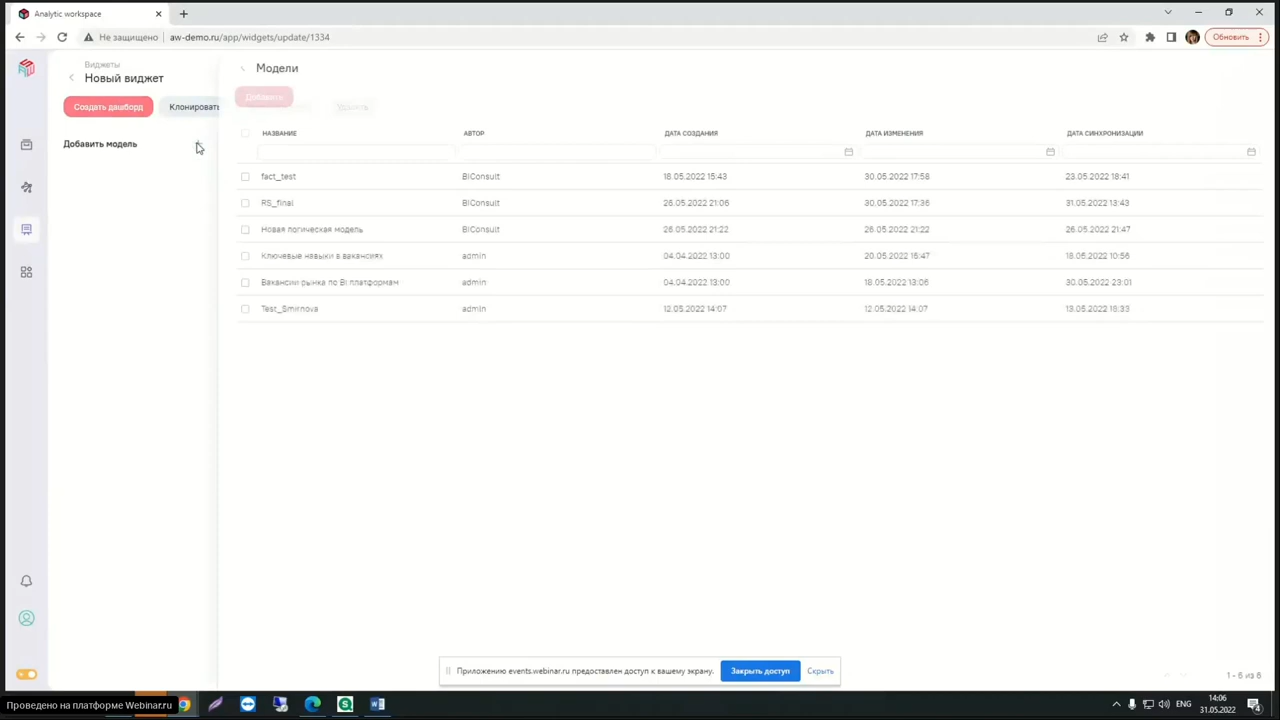 Analytic workspace
Не защищено
aw-demo.ru/app/widgets/update/1334
Обновить
Виджеты
Новый виджет
Создать дашборд
Клонировать
Добавить модель
Модели
Добавить
Удалить
НАЗВАНИЕ АВТОР ДАТА СОЗДАНИЯ ДАТА ИЗМЕНЕНИЯ ДАТА СИНХРОНИЗАЦИИ
fact_test BIConsult 18.05.2022 15:43 30.05.2022 17:58 23.05.2022 18:41
RS_final BIConsult 26.05.2022 21:06 30.05.2022 17:36 31.05.2022 13:43
Новая логическая модель BIConsult 26.05.2022 21:22 26.05.2022 21:22 26.05.2022 21:47
Ключевые навыки в вакансиях admin 04.04.2022 13:00 20.05.2022 16:47 18.05.2022 10:56
Вакансии рынка по BI платформам admin 04.04.2022 13:00 18.05.2022 13:06 30.05.2022 23:01
Test_Smirnova admin 12.05.2022 14:07 12.05.2022 14:07 13.05.2022 18:33
Приложению events.webinar.ru предоставлен доступ к вашему экрану.
Закрыть доступ
Скрыть
1 - 6 из 6
Проведено на платформе Webinar.ru
ENG
14:06
31.05.2022
4